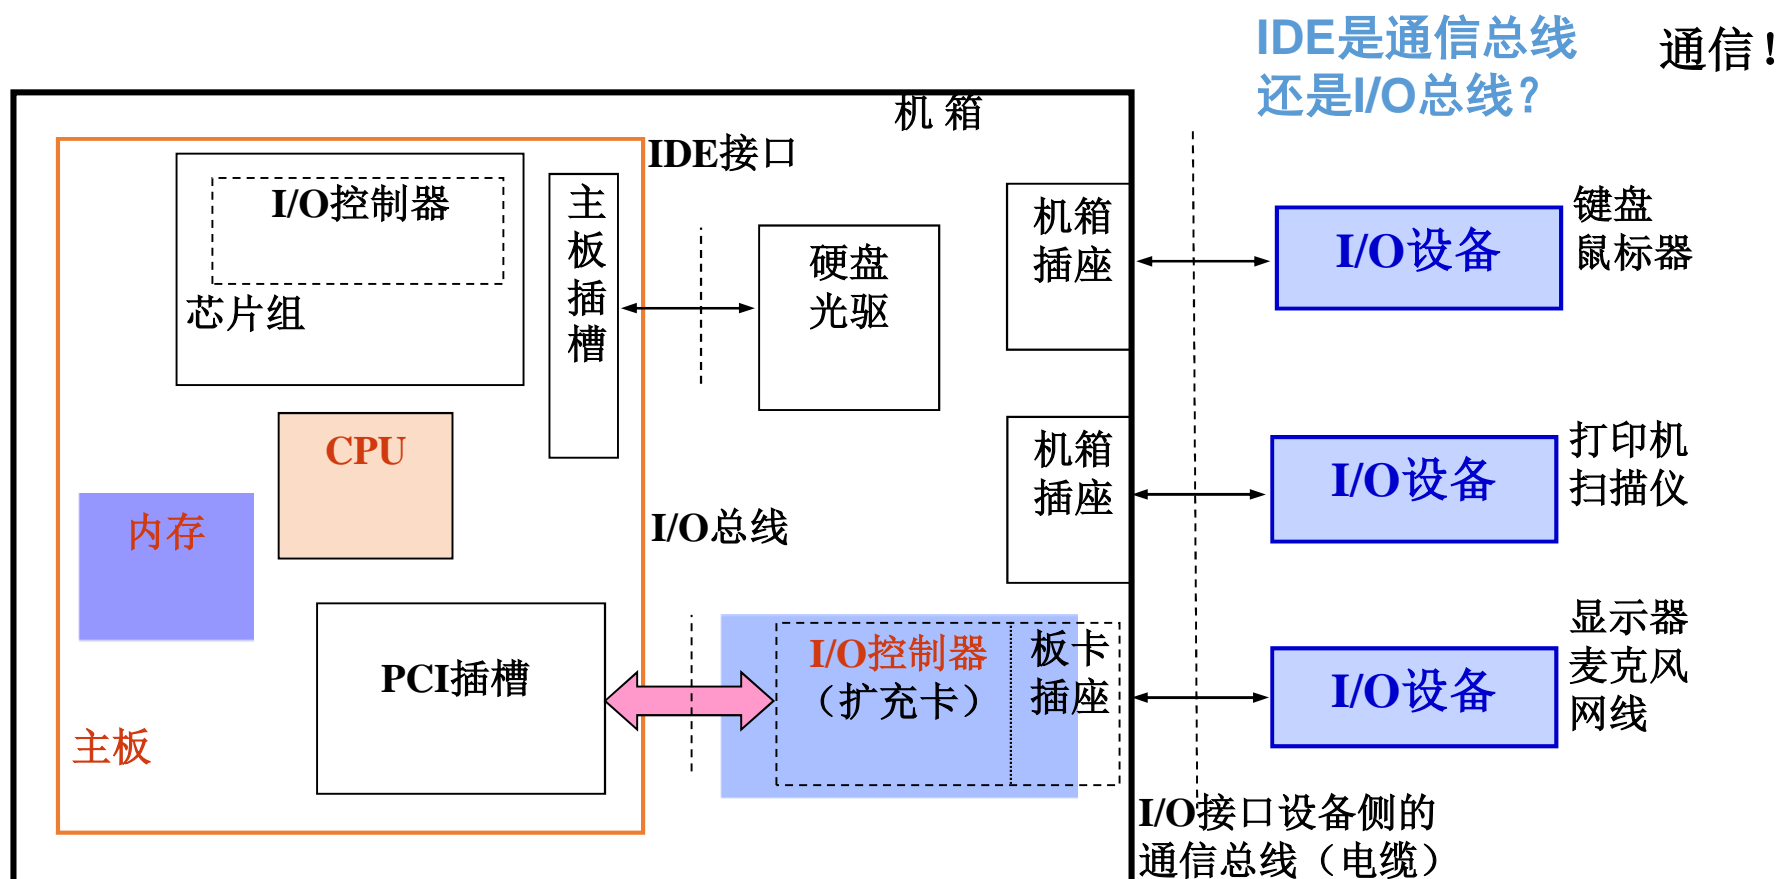 IDE是通信总线
还是I/O总线？
通信！
机 箱
IDE接口
I/O控制器
芯片组
主
板
插
槽
硬盘
光驱
机箱
插座
I/O设备
键盘
鼠标器
CPU
内存
I/O总线
机箱
插座
I/O设备
打印机
扫描仪
PCI插槽
主板
I/O控制器
（扩充卡）
板卡
插座
I/O设备
显示器
麦克风
网线
I/O接口设备侧的
通信总线（电缆）